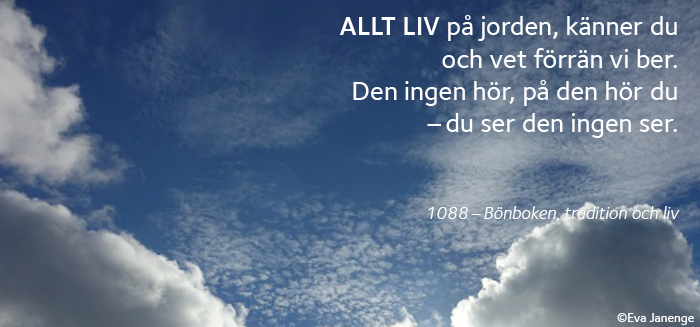 ALLT LIV på jorden, känner du
och vet förrän vi ber.
Den ingen hör, på den hör du
– du ser den ingen ser.
1088 – Bönboken, tradition och liv
©Eva Janenge